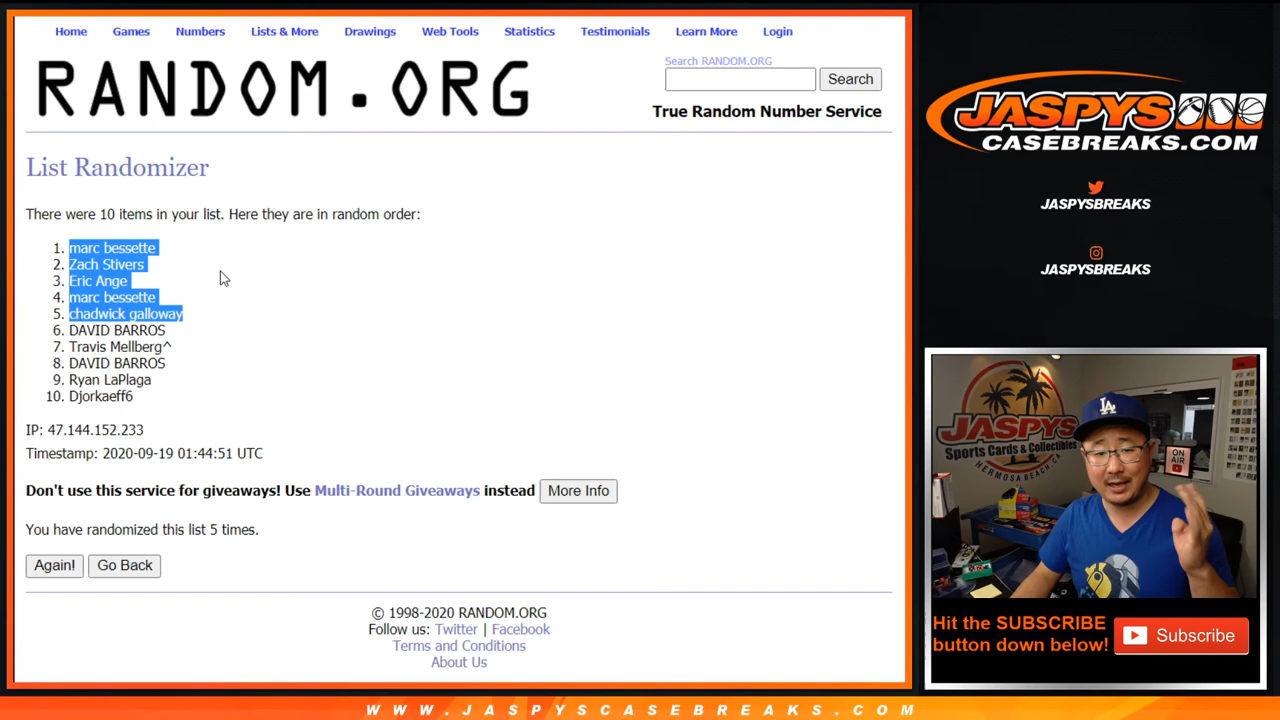 Home Games Numbers Lists & More Drawings Web Tools Statistics Testimonials Learn More Login
RANDOM.ORG
Search RANDOM.ORG
Search
True Random Number Service
List Randomizer
There were 10 items in your list. Here they are in random order:
1. marc bessette
2. Zach Stivers
3. Eric Ange
4. marc bessette
5. chadwick galloway
6. DAVID BARROS
7. Travis Mellberg^
8. DAVID BARROS
9. Ryan LaPlaga
10. Djorkaeff6
IP: 47.144.152.233
Timestamp: 2020-09-19 01:44:51 UTC
Don't use this service for giveaways! Use Multi-Round Giveaways instead More Info
You have randomized this list 5 times.
Again! Go Back
© 1998-2020 RANDOM.ORG
Follow us: Twitter | Facebook
Terms and Conditions
About Us
JASPYS
CASEBREAKS.COM
JASPYSBREAKS
JASPYSBREAKS
JASPYS
Sports Cards & Collectibles
HERMOSA BEACH, 
LA
ON
AIR
Hit the SUBSCRIBE
button down below!
Subscribe
WWW.JASPYSCASEBREAKS.COM